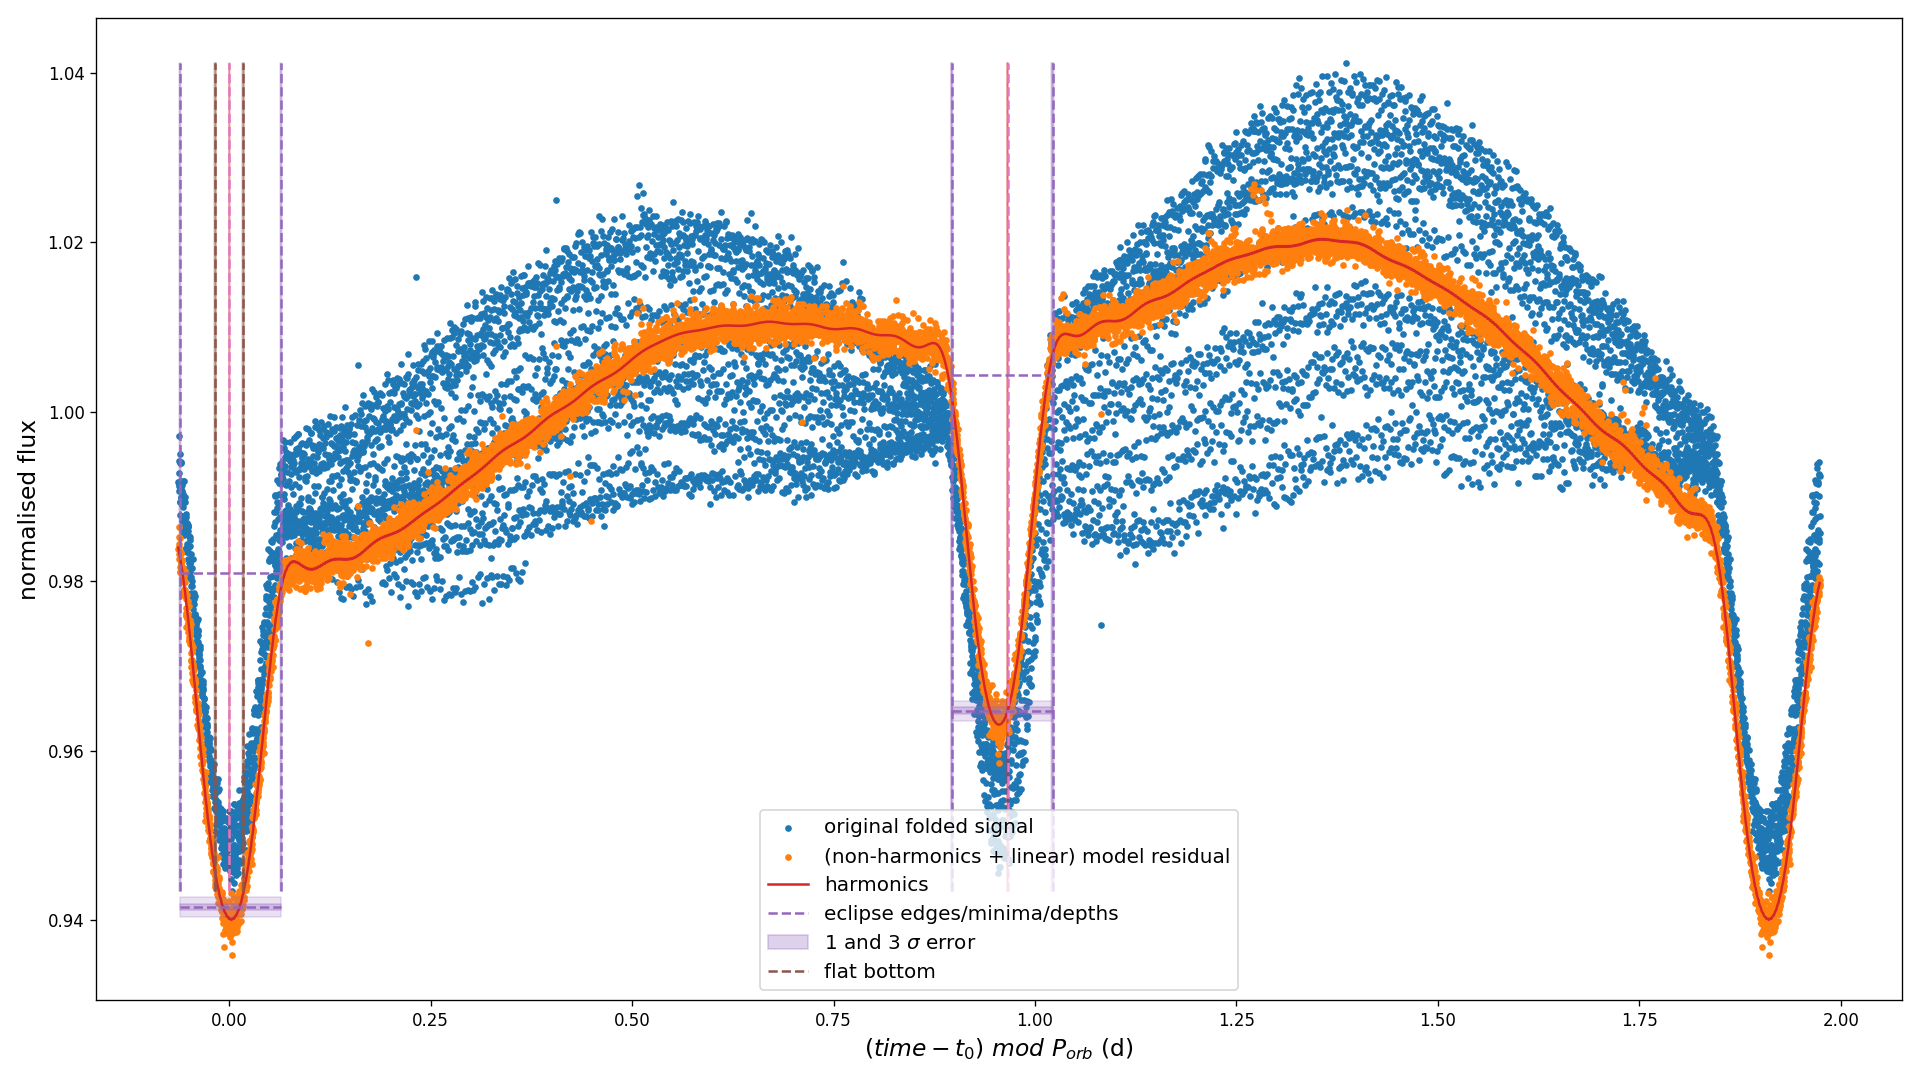 normalised flux
1.04
1.02
1.00
0.98
0.96
0.94
original folded signal
(non-harmonics + linear) model residual
harmonics
eclipse edges/minima/depths
1 and 3 σ error
flat bottom
0.00 0.25 0.50 0.75 1.00 1.25 1.50 1.75 2.00
(time − t₀) mod Pₒᵣb (d)